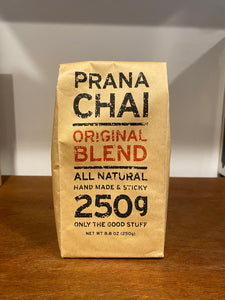 PRANA
CHAI
ORIGINAL
BLEND
ALL NATURAL
HAND MADE & STICKY
250g
ONLY THE GOOD STUFF
NET WT 8.8 OZ (250g)